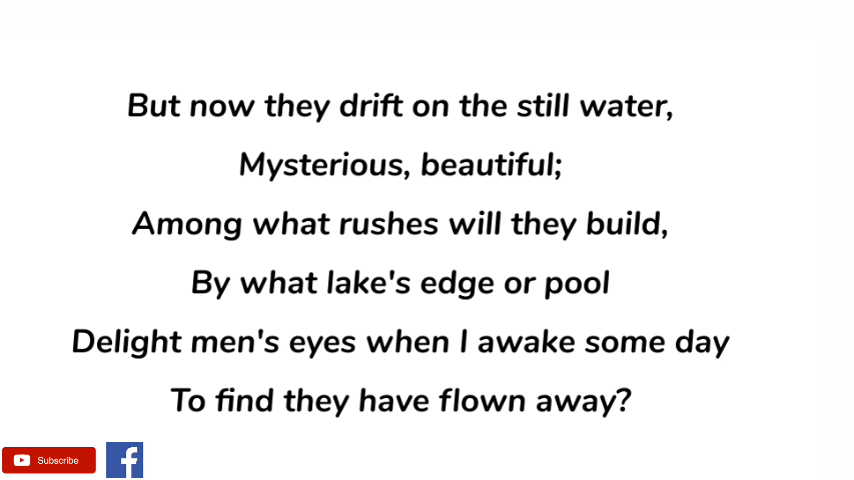 But now they drift on the still water,
Mysterious, beautiful;
Among what rushes will they build,
By what lake's edge or pool
Delight men's eyes when I awake some day
To find they have flown away?
Subscribe